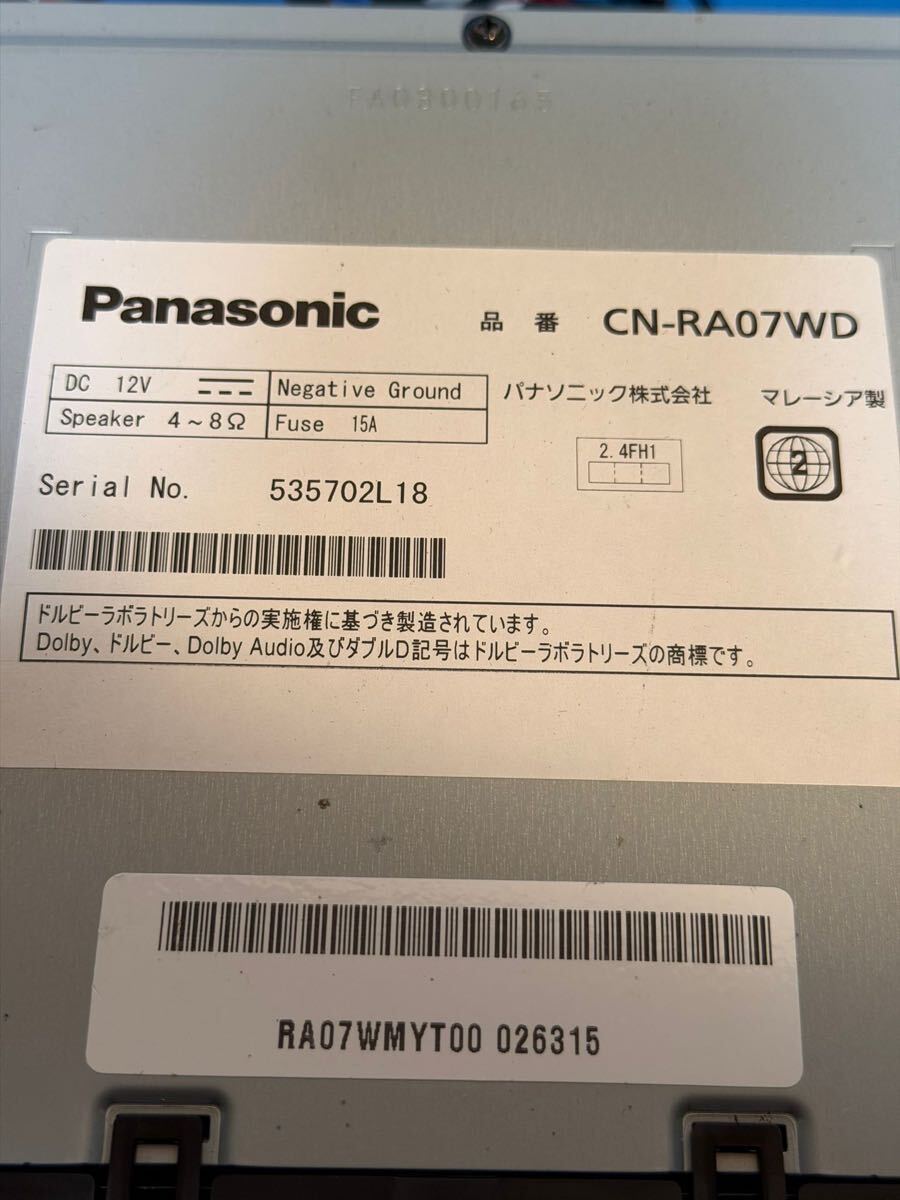 Panasonic 品番 CN-RA07WD
DC 12V Negative Ground
Speaker 4~8Ω Fuse 15A
パナソニック株式会社 マレーシア製
2.4FH1
2
Serial No. 535702L18
ドルビーラボラトリーズからの実施権に基づき製造されています。
Dolby、ドルビー、Dolby Audio及びダブルD記号はドルビーラボラトリーズの商標です。
RA07WMYT00 026315